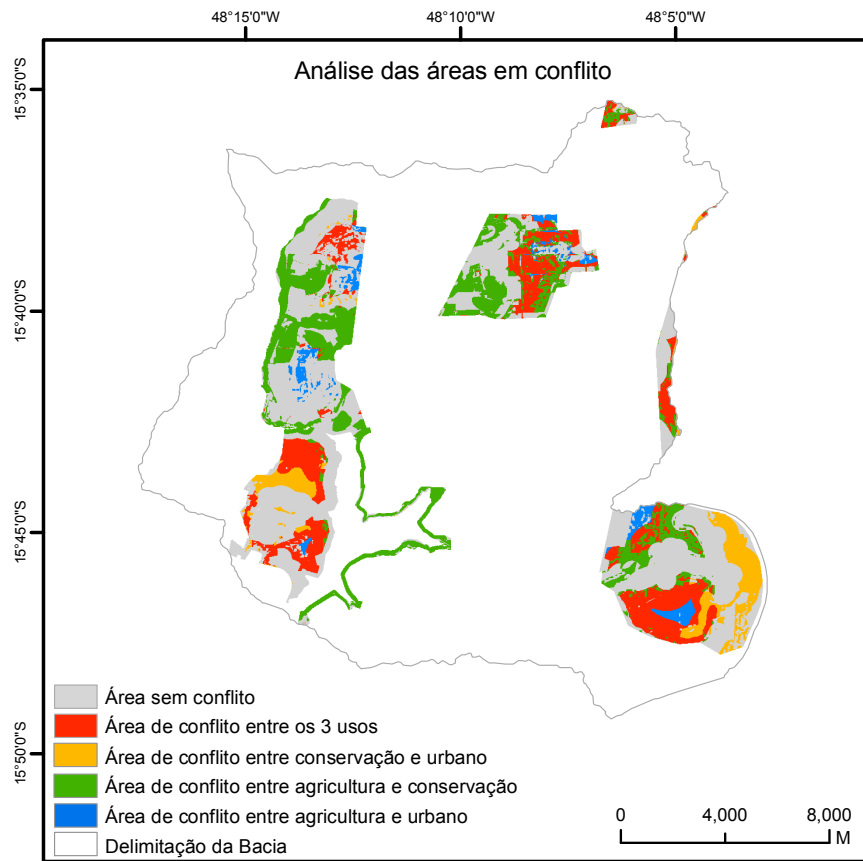 48°15'0"W
48°10'0"W
48°5'0"W
Análise das áreas em conflito
15°35'0"S
15°40'0"S
15°45'0"S
15°50'0"S
Área sem conflito
Área de conflito entre os 3 usos
Área de conflito entre conservação e urbano
Área de conflito entre agricultura e conservação
Área de conflito entre agricultura e urbano
Delimitação da Bacia
0 4,000 8,000
M